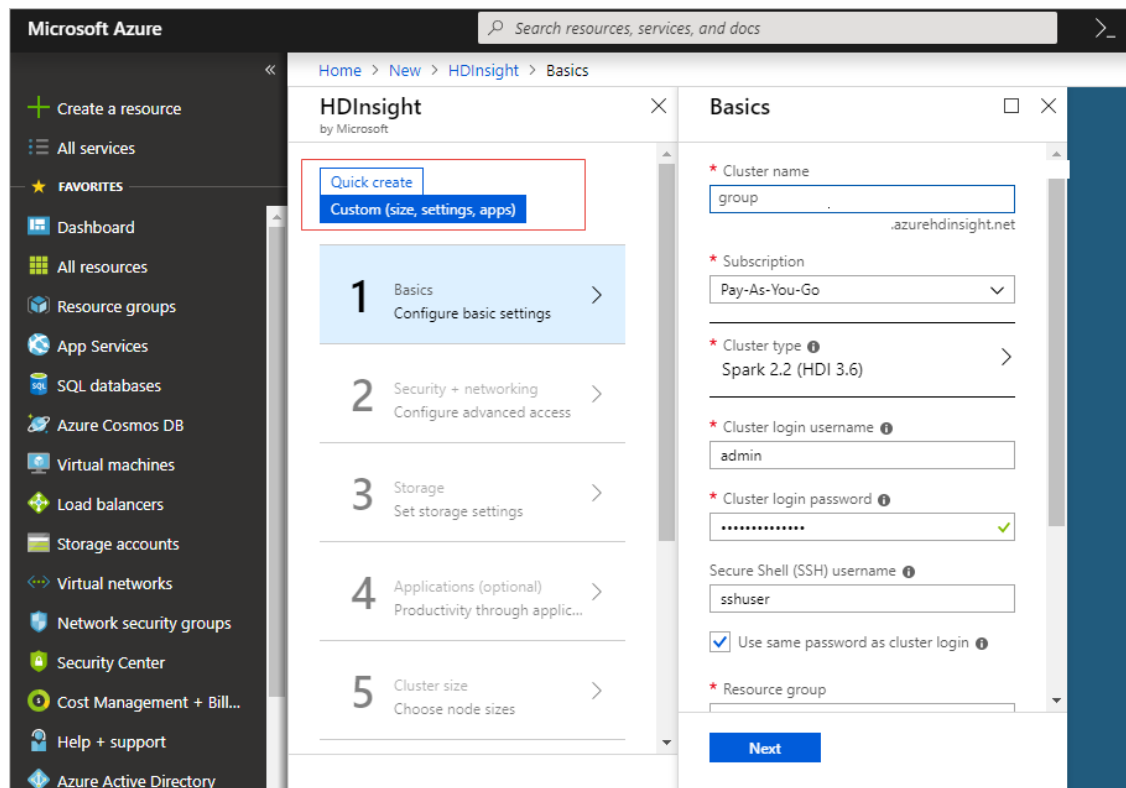 Microsoft Azure
Search resources, services, and docs
Create a resource
All services
FAVORITES
Dashboard
All resources
Resource groups
App Services
SQL databases
Azure Cosmos DB
Virtual machines
Load balancers
Storage accounts
Virtual networks
Network security groups
Security Center
Cost Management + Bill...
Help + support
Azure Active Directory
Home > New > HDInsight > Basics
HDInsight
by Microsoft
Quick create
Custom (size, settings, apps)
1
Basics
Configure basic settings
2
Security + networking
Configure advanced access
3
Storage
Set storage settings
4
Applications (optional)
Productivity through applic...
5
Cluster size
Choose node sizes
Basics
* Cluster name
group
.azurehdinsight.net
* Subscription
Pay-As-You-Go
* Cluster type
Spark 2.2 (HDI 3.6)
* Cluster login username
admin
* Cluster login password
••••••••••••••
Secure Shell (SSH) username
sshuser
Use same password as cluster login
* Resource group
Next